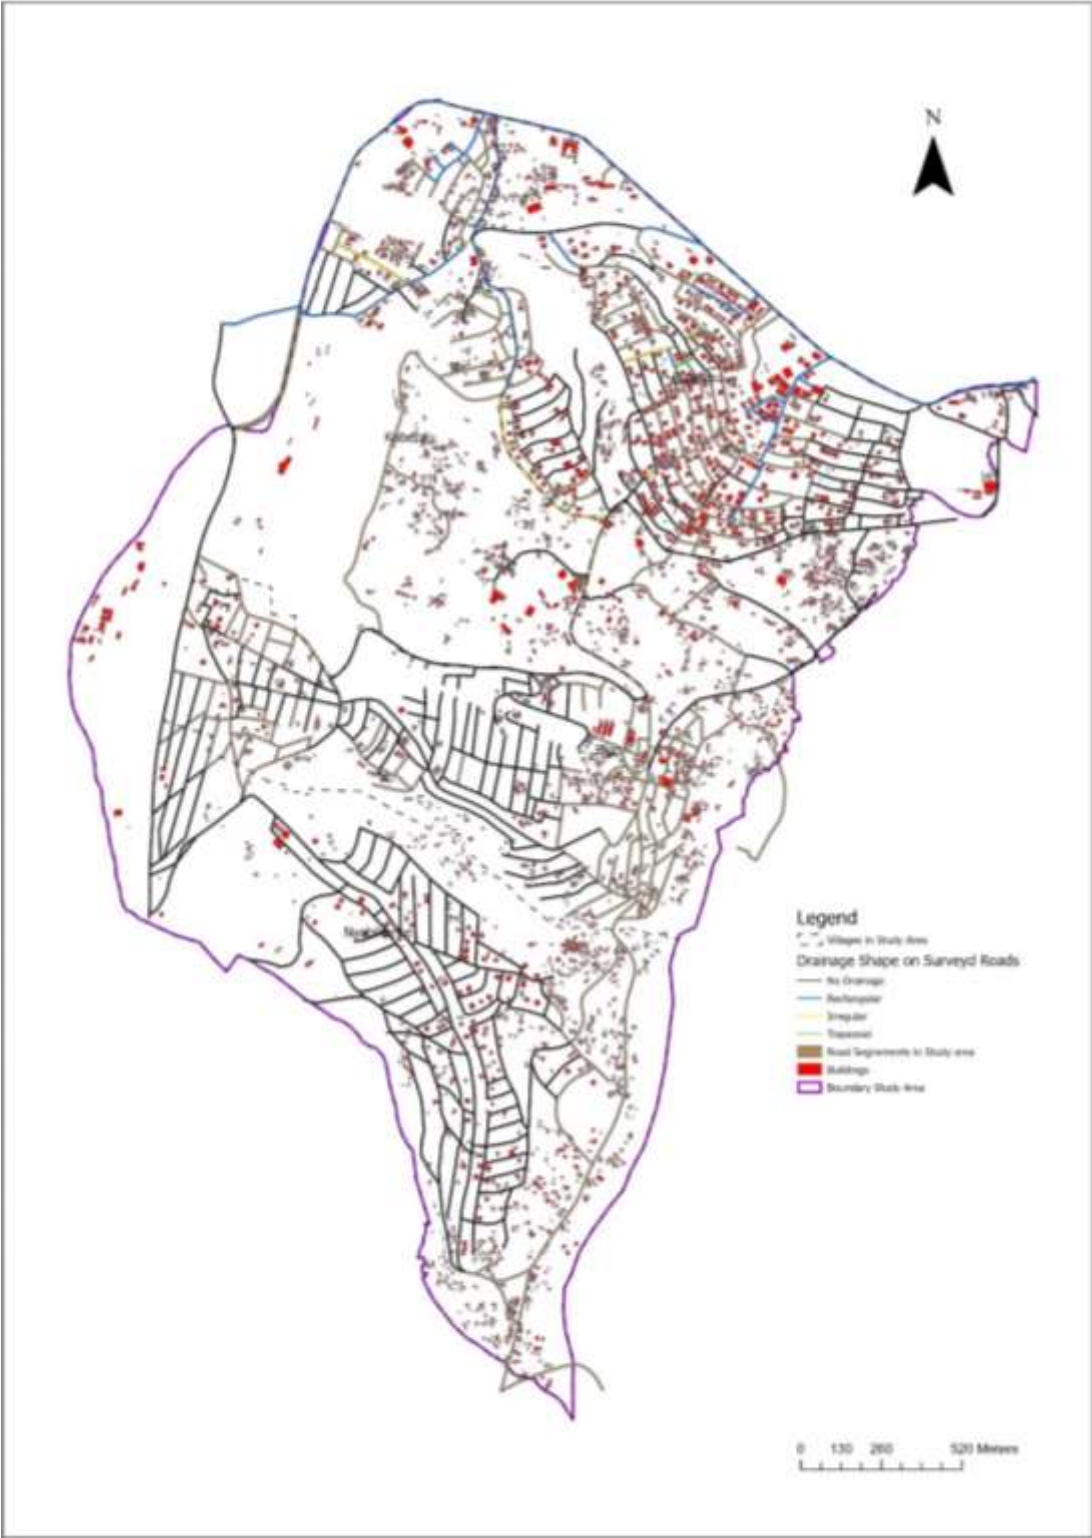 N
Legend
Villages in Study Area
Drainage Shape on Surveyd Roads
No Drainage
Rectangular
Irregular
Trapezoid
Road Segements in Study area
Buildings
Boundary Study Area
0 130 260 520 Meters